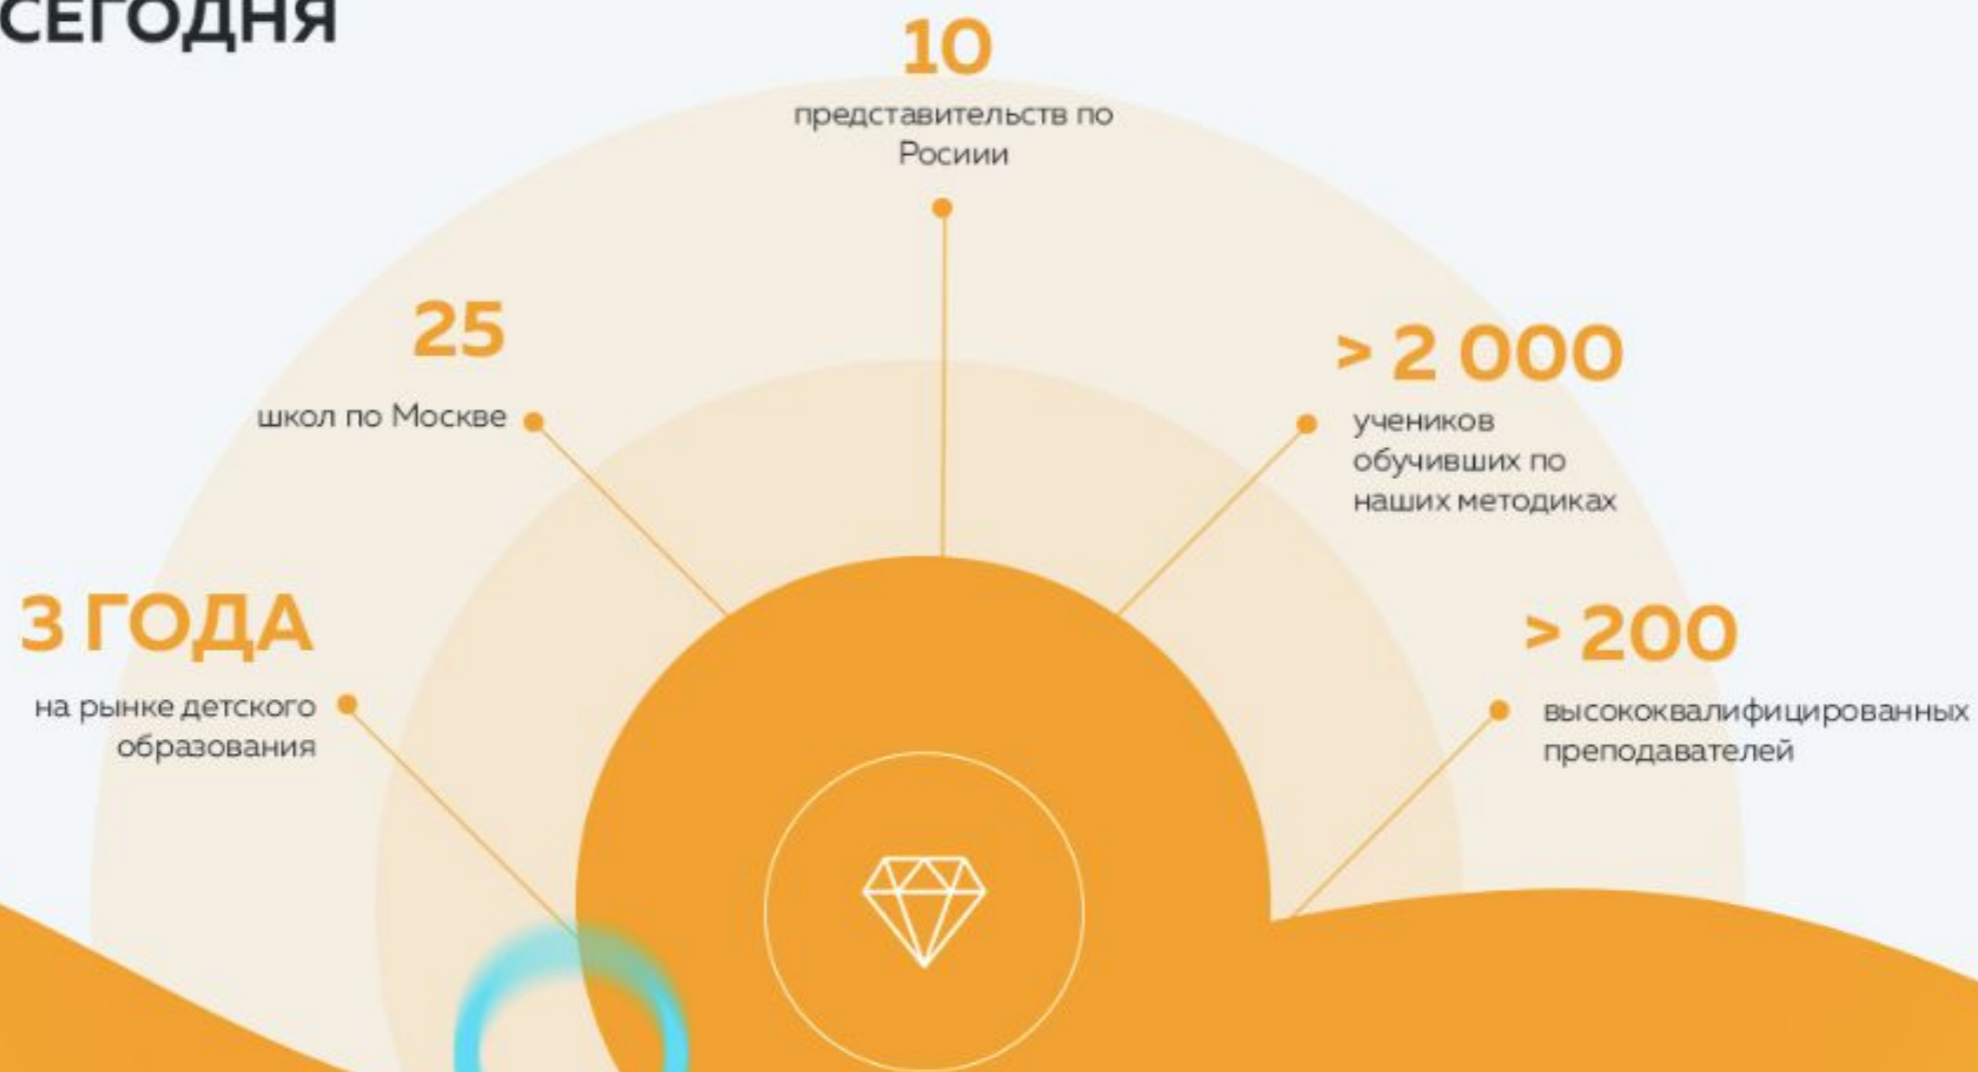 СЕГОДНЯ
10
представительств по
Росиии
25
школ по Москве
> 2 000
учеников
обучивших по
наших методиках
3 ГОДА
на рынке детского
образования
> 200
высококвалифицированных
преподавателей